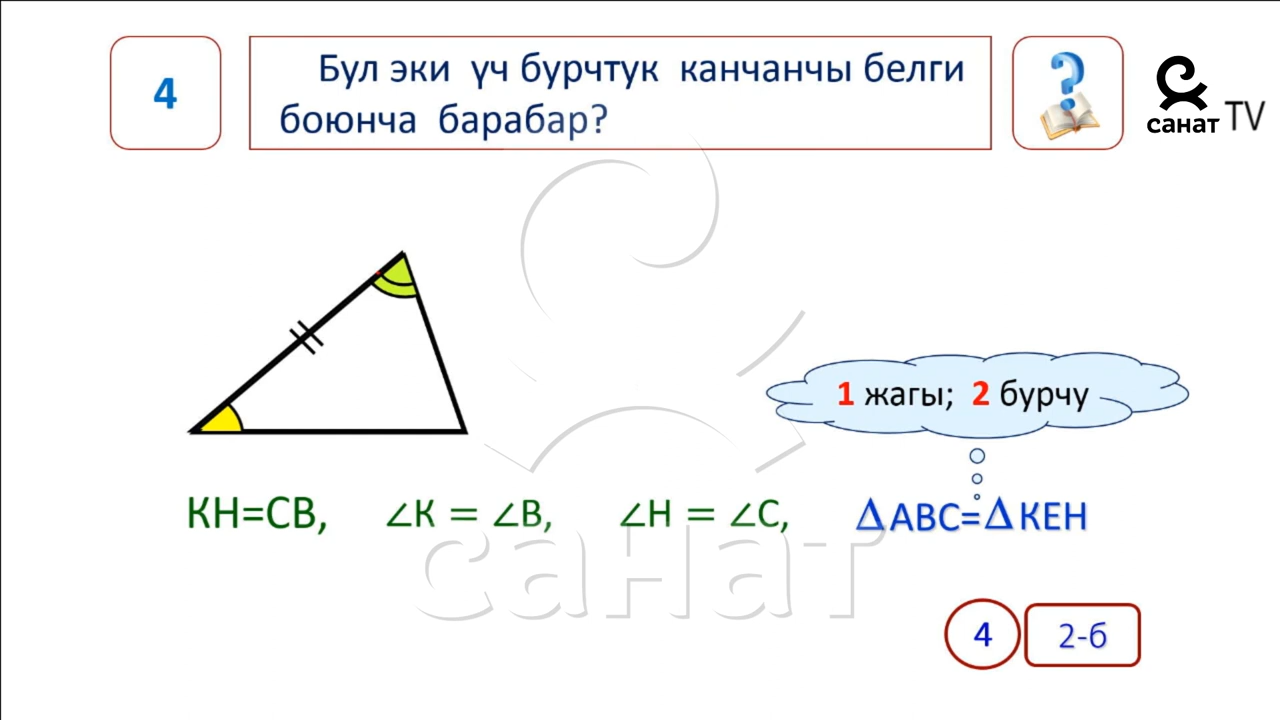 4
Бул эки үч бурчтук канчанчы белги
боюнча барабар?
санат TV
1 жагы; 2 бурчу
КН=СВ, ∠К = ∠В, ∠Н = ∠С, ΔАВС=ΔКЕН
санат
4 2-б